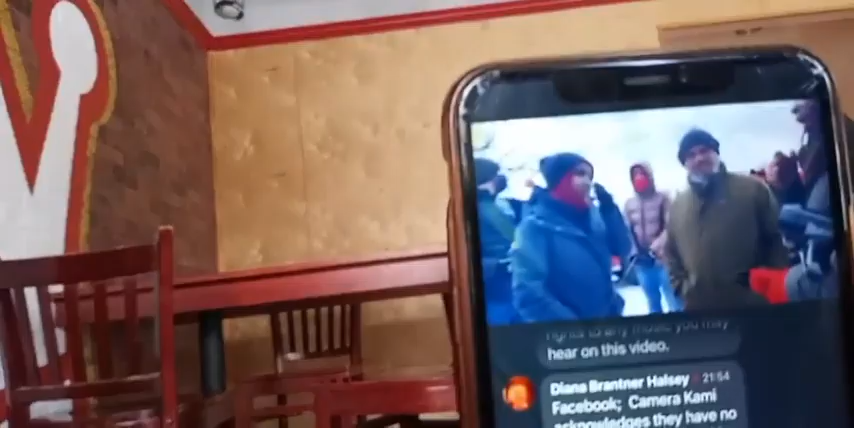 rights to any music you may
hear on this video.
Diana Brantner Halsey 21:54
Facebook; Camera Kami
acknowledges they have no